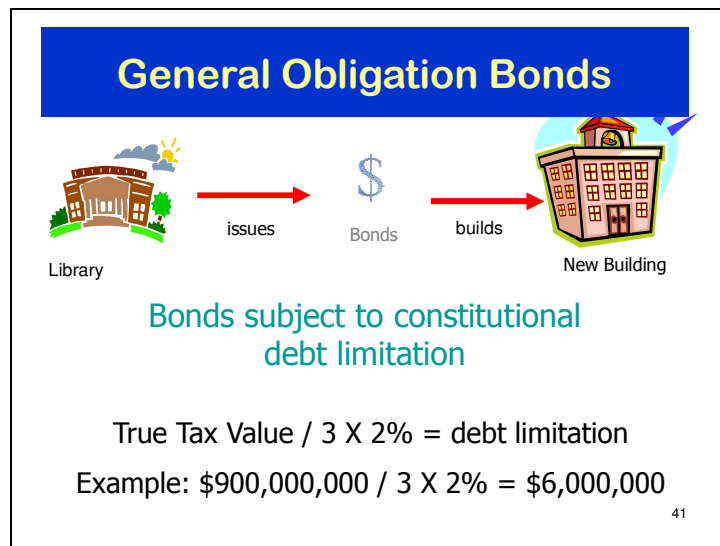 General Obligation Bonds
$
issues
Bonds
builds
Library
New Building
Bonds subject to constitutional
debt limitation
True Tax Value / 3 X 2% = debt limitation
Example: $900,000,000 / 3 X 2% = $6,000,000
41